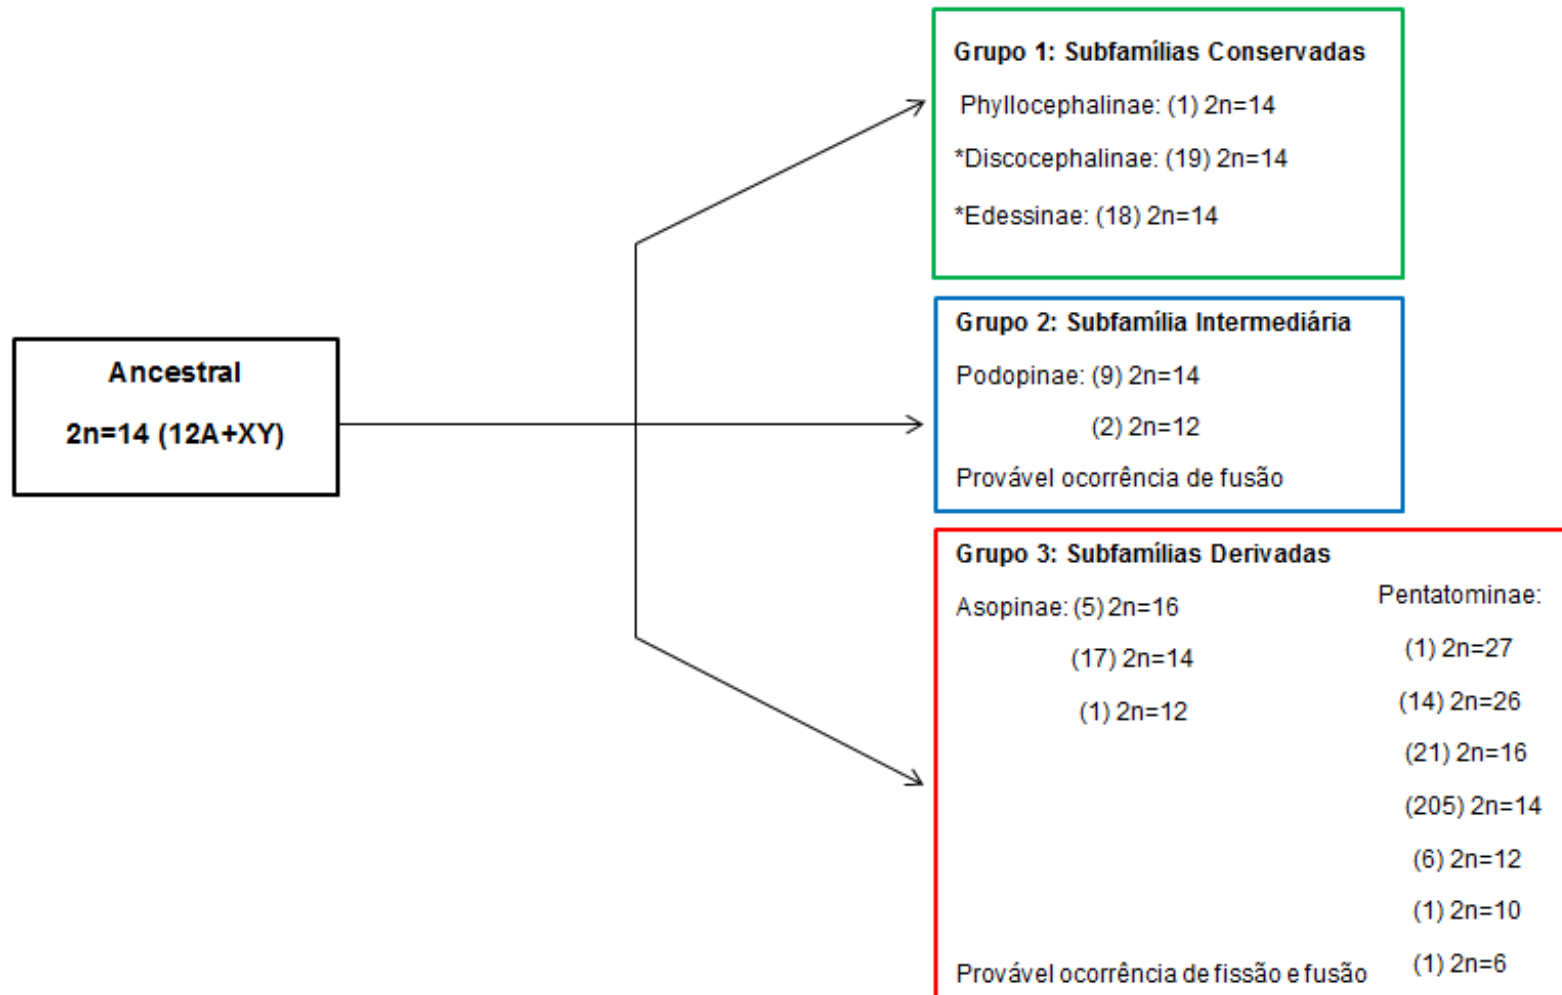 Ancestral
2n=14 (12A+XY)
Grupo 1: Subfamílias Conservadas
Phyllocephalinae: (1) 2n=14
*Discocephalinae: (19) 2n=14
*Edessinae: (18) 2n=14
Grupo 2: Subfamília Intermediária
Podopinae: (9) 2n=14
(2) 2n=12
Provável ocorrência de fusão
Grupo 3: Subfamílias Derivadas
Asopinae: (5) 2n=16
(17) 2n=14
(1) 2n=12
Pentatominae:
(1) 2n=27
(14) 2n=26
(21) 2n=16
(205) 2n=14
(6) 2n=12
(1) 2n=10
(1) 2n=6
Provável ocorrência de fissão e fusão